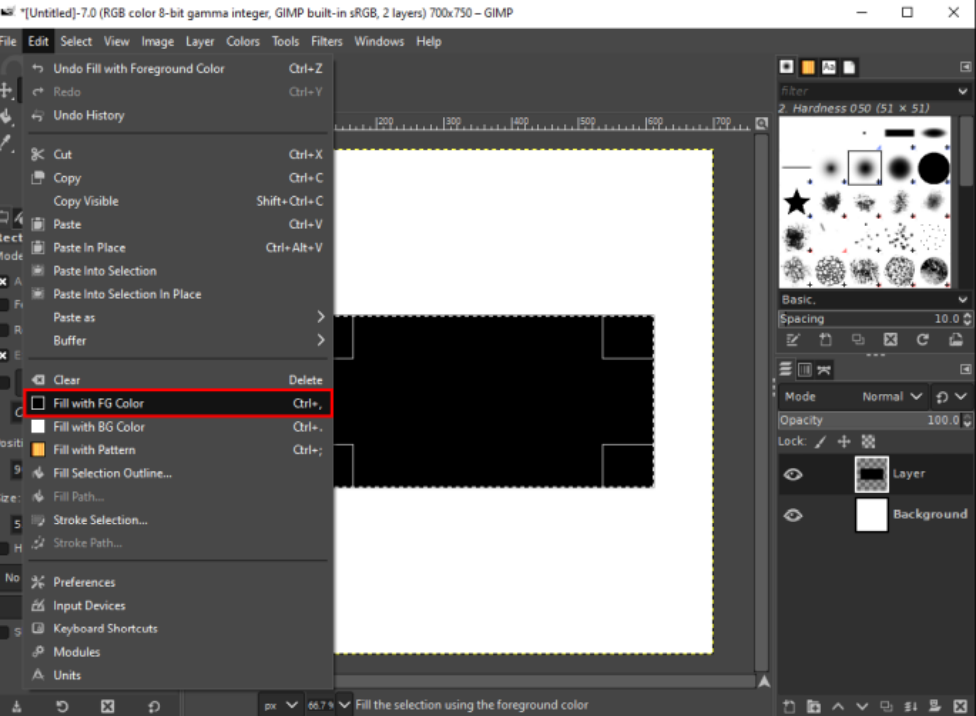 *[Untitled]-7.0 (RGB color 8-bit gamma integer, GIMP built-in sRGB, 2 layers) 700x750 – GIMP
File Edit Select View Image Layer Colors Tools Filters Windows Help
Undo Fill with Foreground Color Ctrl+Z
Redo Ctrl+Y
Undo History
Cut Ctrl+X
Copy Ctrl+C
Copy Visible Shift+Ctrl+C
Paste Ctrl+V
Paste In Place Ctrl+Alt+V
Paste Into Selection
Paste Into Selection In Place
Paste as
Buffer
Clear Delete
Fill with FG Color Ctrl+,
Fill with BG Color Ctrl+.
Fill with Pattern Ctrl+;
Fill Selection Outline...
Fill Path...
Stroke Selection...
Stroke Path...
Preferences
Input Devices
Keyboard Shortcuts
Modules
Units
200 300 400 500 600 700
No
px 66.7 % Fill the selection using the foreground color
Aa
filter
2. Hardness 050 (51 × 51)
Basic,
Spacing 10.0
Mode Normal
Opacity 100.0
Lock:
Layer
Background